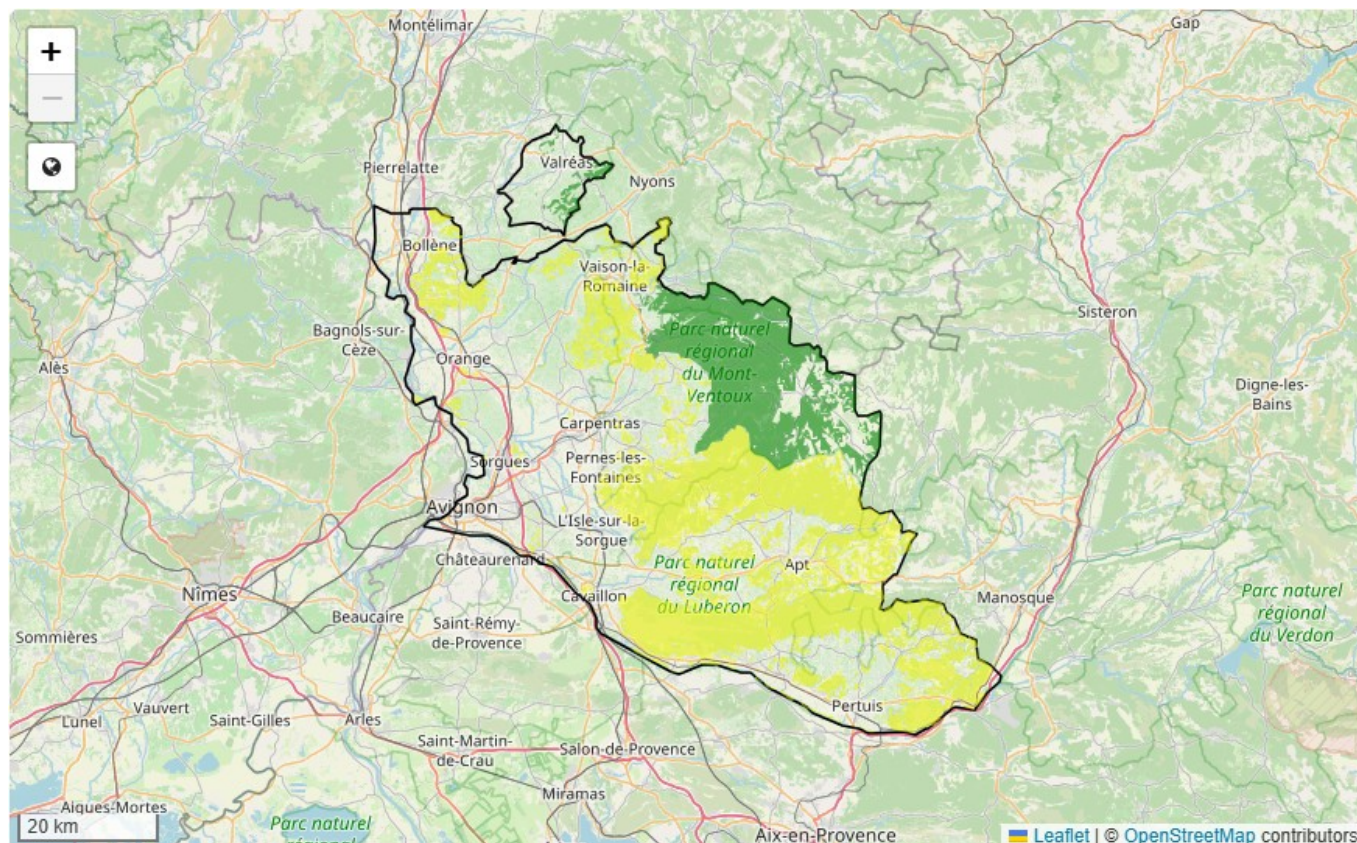 Montélimar
Gap
+
−
Pierrelatte
Valréas
Nyons
Bollène
Vaison-la-
Romaine
Bagnols-sur-
Cèze
Parc naturel
régional
du Mont-
Ventoux
Sisteron
Alès
Orange
Digne-les-
Bains
Carpentras
Sorgues
Pernes-les-
Fontaines
Avignon
L'Isle-sur-la-
Sorgue
Châteaurenard
Parc naturel
régional
du Luberon
Apt
Nîmes
Cavaillon
Manosque
Parc naturel
régional
du Verdon
Beaucaire
Saint-Rémy-
de-Provence
Sommières
Vauvert
Lunel
Saint-Gilles
Arles
Pertuis
Saint-Martin-
de-Crau
Salon-de-Provence
Miramas
Aigues-Mortes
20 km
Parc naturel
régional
Aix-en-Provence
Leaflet | © OpenStreetMap contributors